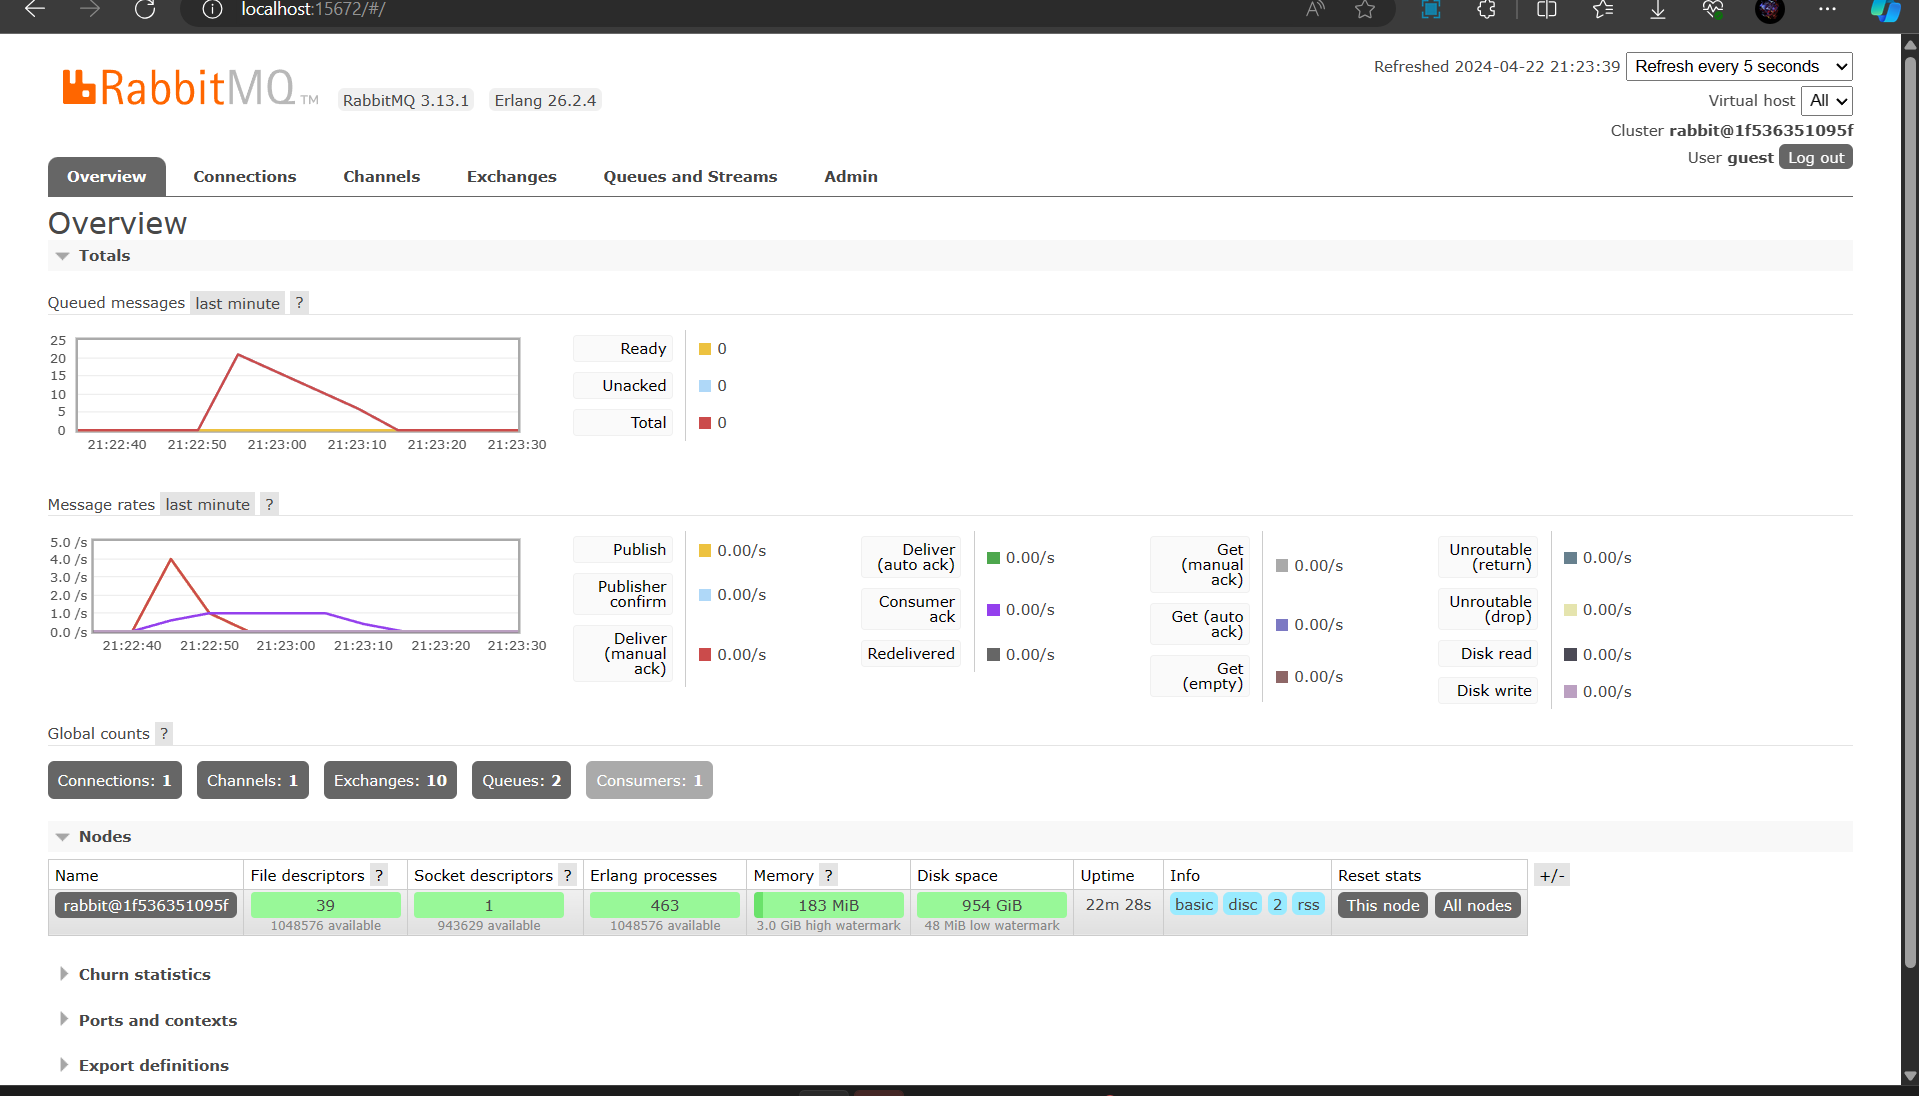 localhost:15672/#/
RabbitMQ TM
RabbitMQ 3.13.1
Erlang 26.2.4
Refreshed 2024-04-22 21:23:39
Refresh every 5 seconds
Virtual host All
Cluster rabbit@1f536351095f
User guest Log out
Overview Connections Channels Exchanges Queues and Streams Admin
Overview
Totals
Queued messages last minute ?
25
20
15
10
5
0
21:22:40 21:22:50 21:23:00 21:23:10 21:23:20 21:23:30
Ready 0
Unacked 0
Total 0
Message rates last minute ?
5.0 /s
4.0 /s
3.0 /s
2.0 /s
1.0 /s
0.0 /s
21:22:40 21:22:50 21:23:00 21:23:10 21:23:20 21:23:30
Publish 0.00/s
Publisher
confirm 0.00/s
Deliver
(manual
ack) 0.00/s
Deliver
(auto ack) 0.00/s
Consumer
ack 0.00/s
Redelivered 0.00/s
Get
(manual
ack) 0.00/s
Get (auto
ack) 0.00/s
Get
(empty) 0.00/s
Unroutable
(return) 0.00/s
Unroutable
(drop) 0.00/s
Disk read 0.00/s
Disk write 0.00/s
Global counts ?
Connections: 1 Channels: 1 Exchanges: 10 Queues: 2 Consumers: 1
Nodes
Name File descriptors ? Socket descriptors ? Erlang processes Memory ? Disk space Uptime Info Reset stats +/-
rabbit@1f536351095f 39 1 463 183 MiB 954 GiB 22m 28s basic disc 2 rss This node All nodes
1048576 available 943629 available 1048576 available 3.0 GiB high watermark 48 MiB low watermark
Churn statistics
Ports and contexts
Export definitions